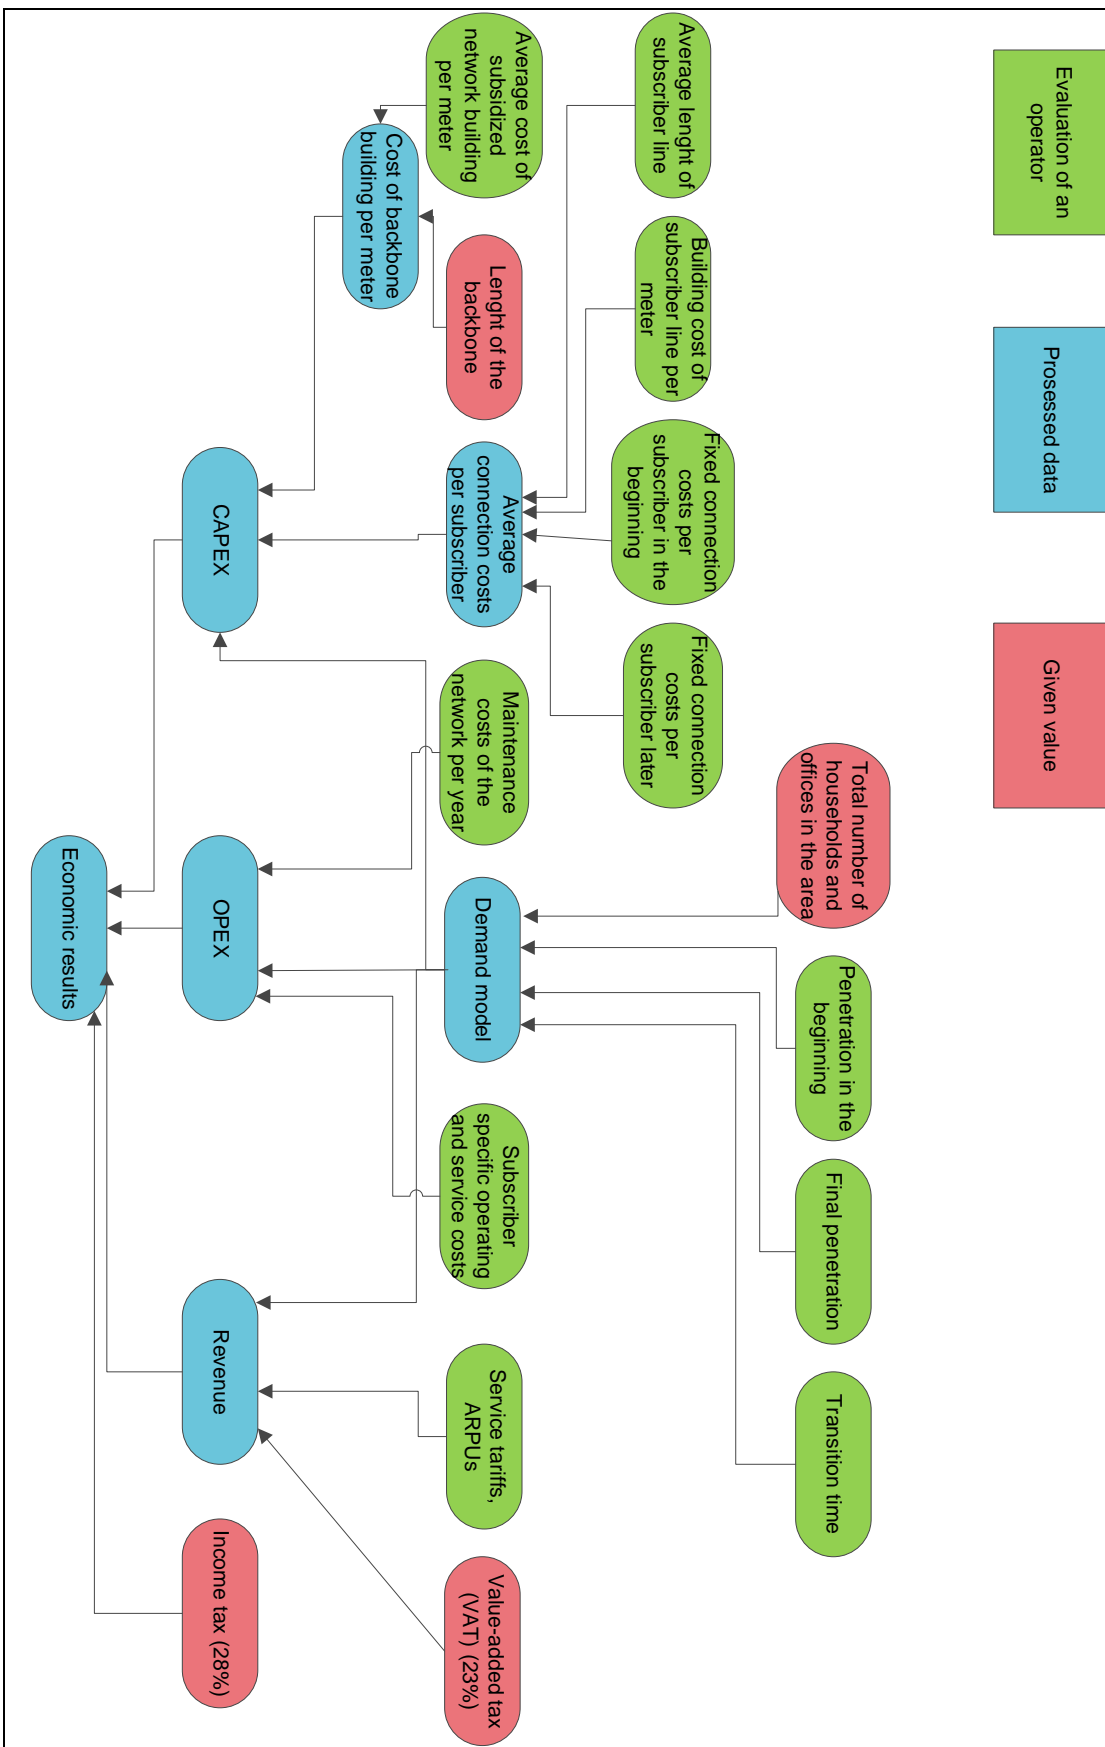 Evaluation of an
operator
Prosessed data
Given value
Total number of
households and
offices in the area
Penetration in the
beginning
Final penetration
Transition time
Average lenght of
subscriber line
Building cost of
subscriber line per
meter
Fixed connection
costs per
subscriber in the
beginning
Fixed connection
costs per
subscriber later
Average cost of
subsidized
network building
per meter
Lenght of the
backbone
Average
connection costs
per subscriber
Maintenance
costs of the
network per year
Demand model
Subscriber
specific operating
and service costs
Service tariffs,
ARPUs
Value-added tax
(VAT) (23%)
Cost of backbone
building per meter
CAPEX
OPEX
Revenue
Income tax (28%)
Economic results